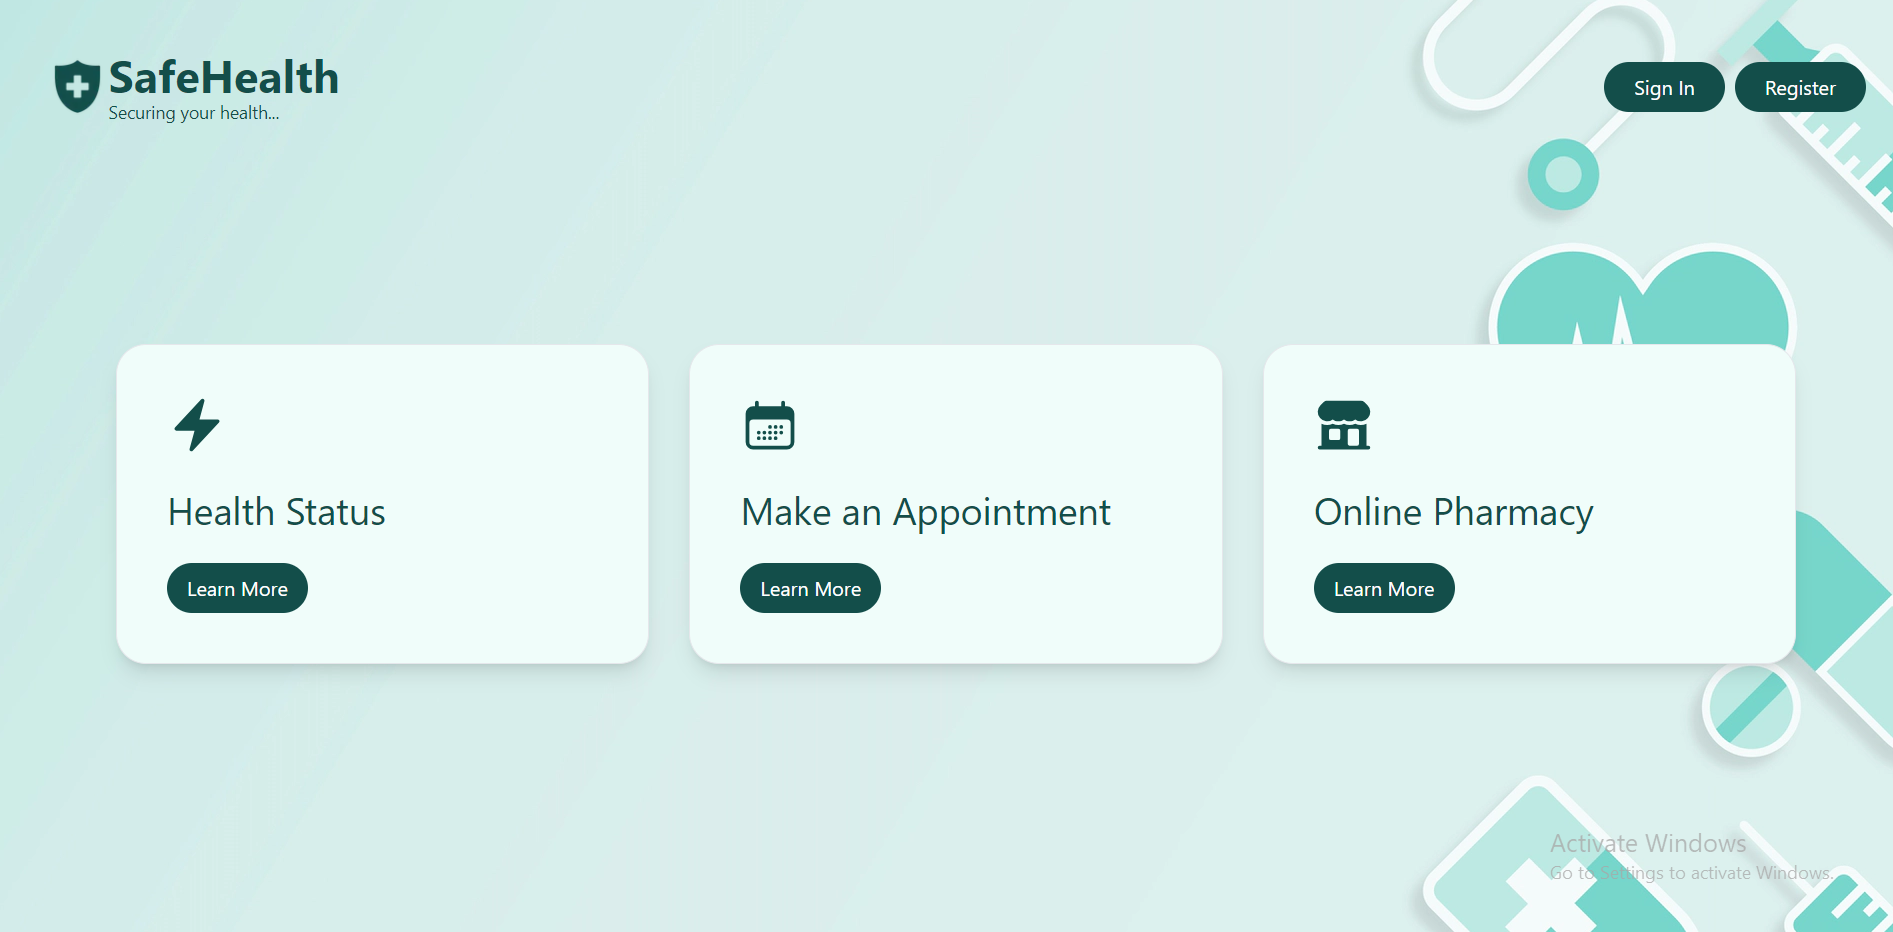 SafeHealth
Securing your health...
Sign In
Register
Health Status
Learn More
Make an Appointment
Learn More
Online Pharmacy
Learn More
Activate Windows
Go to Settings to activate Windows.